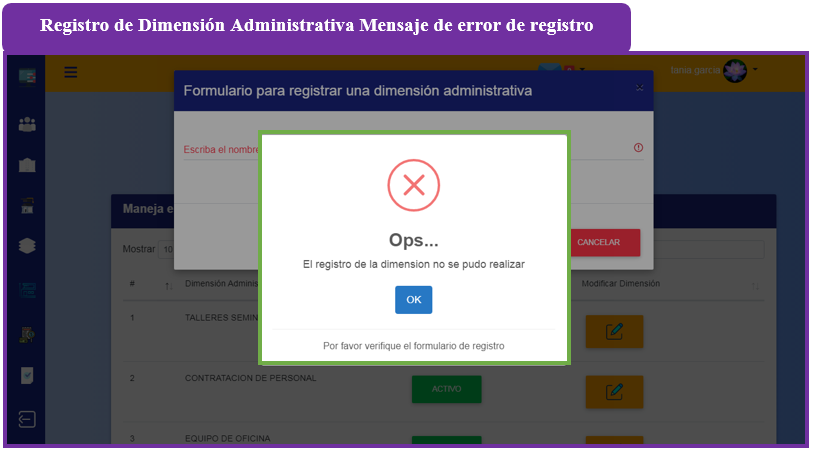 Registro de Dimensión Administrativa Mensaje de error de registro
tania garcia
Formulario para registrar una dimensión administrativa
Escriba el nombre
Maneja e
Mostrar 10
CANCELAR
# Dimensión Adminis Modificar Dimensión
1 TALLERES SEMIN
2 CONTRATACION DE PERSONAL ACTIVO
3 EQUIPO DE OFICINA
Ops...
El registro de la dimension no se pudo realizar
OK
Por favor verifique el formulario de registro